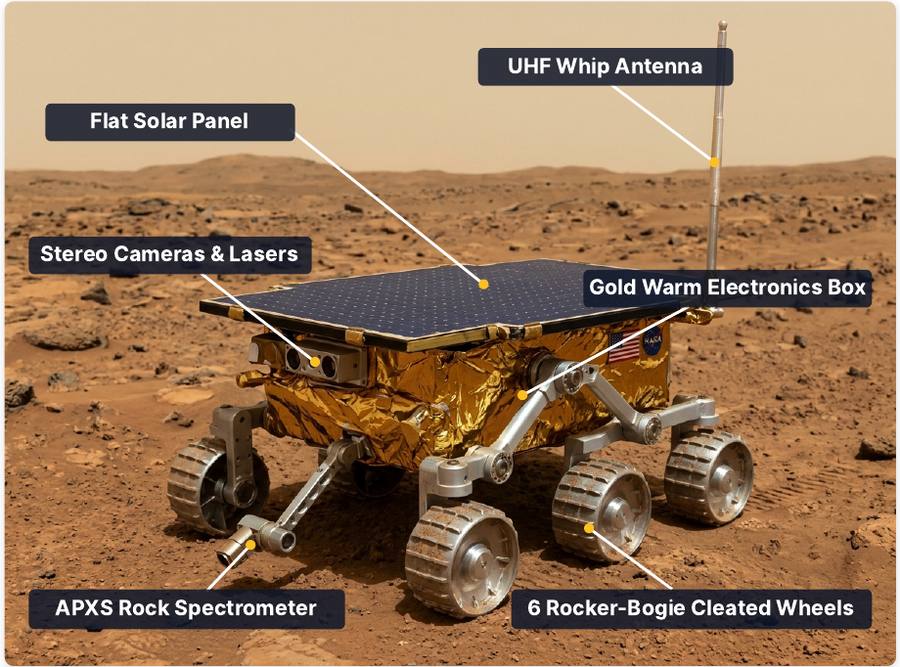 UHF Whip Antenna
Flat Solar Panel
Stereo Cameras & Lasers
Gold Warm Electronics Box
NASA
APXS Rock Spectrometer
6 Rocker-Bogie Cleated Wheels